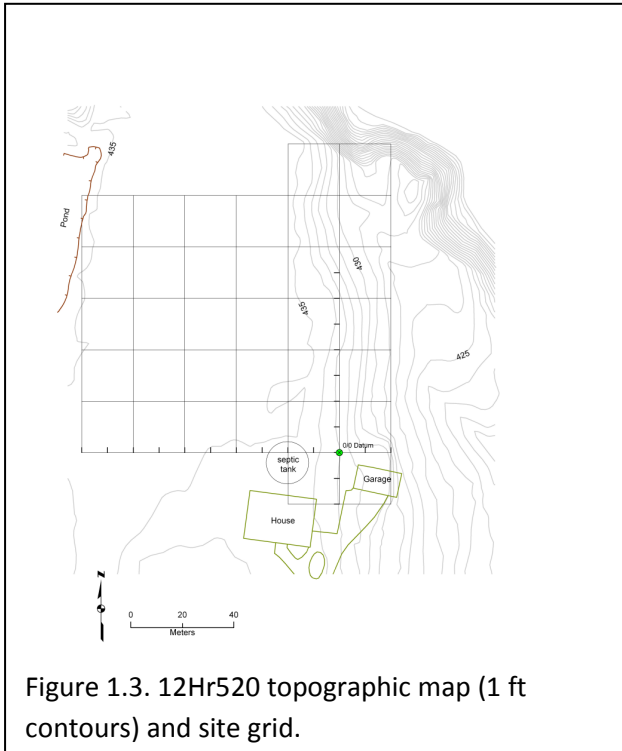 435
Pond
430
435
425
0/0 Datum
septic
tank
Garage
House
N
0
20
40
Meters
Figure 1.3. 12Hr520 topographic map (1 ft
contours) and site grid.